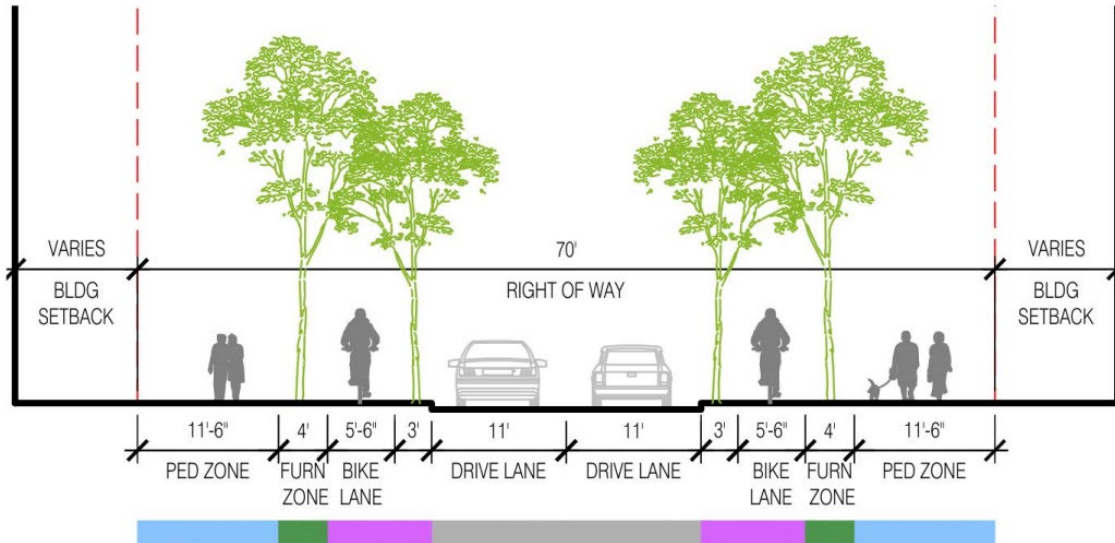 VARIES
70'
VARIES
BLDG
SETBACK
RIGHT OF WAY
BLDG
SETBACK
11'-6"
4'
5'-6"
3'
11'
11'
3'
5'-6"
4'
11'-6"
PED ZONE
FURN
ZONE
BIKE
LANE
DRIVE LANE
DRIVE LANE
BIKE
LANE
FURN
ZONE
PED ZONE